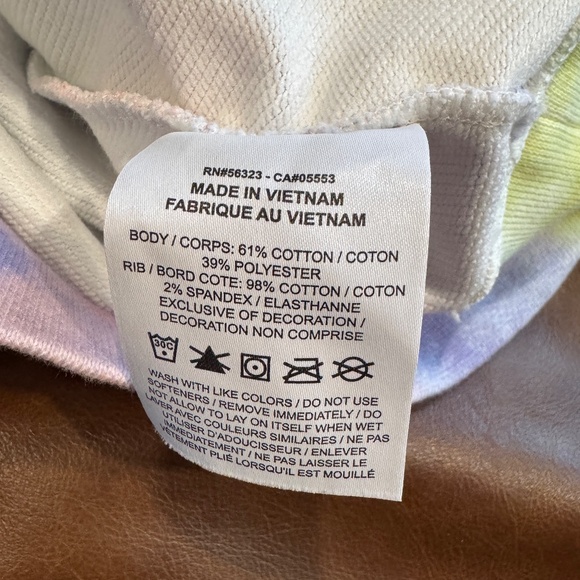 RN#56323 - CA#05553
MADE IN VIETNAM
FABRIQUE AU VIETNAM
BODY / CORPS: 61% COTTON / COTON
39% POLYESTER
RIB / BORD COTE: 98% COTTON / COTON
2% SPANDEX / ELASTHANNE
EXCLUSIVE OF DECORATION /
DECORATION NON COMPRISE
30C
WASH WITH LIKE COLORS / DO NOT USE
SOFTENERS / REMOVE IMMEDIATELY / DO
NOT ALLOW TO LAY ON ITSELF WHEN WET
LAVER AVEC COULEURS SIMILAIRES / NE PAS
UTILISER D'ADOUCISSEUR / ENLEVER
IMMEDIATEMENT / NE PAS LAISSER LE
VETEMENT PLIÉ LORSQU'IL EST MOUILLÉ